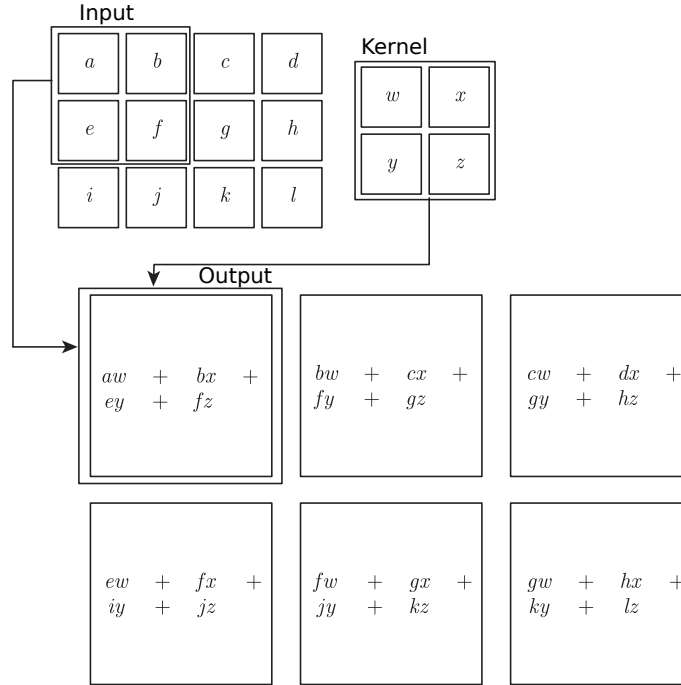 Input
a b c d
Kernel
w x
e f g h
y z
i j k l
Output
aw + bx +
ey + fz
bw + cx +
fy + gz
cw + dx +
gy + hz
ew + fx +
iy + jz
fw + gx +
jy + kz
gw + hx +
ky + lz